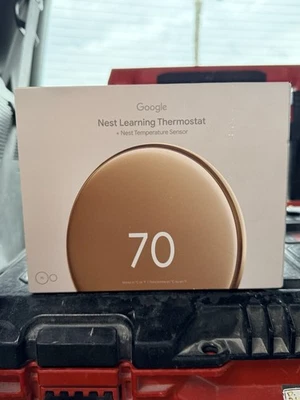 Google
Nest Learning Thermostat
+ Nest Temperature Sensor
70